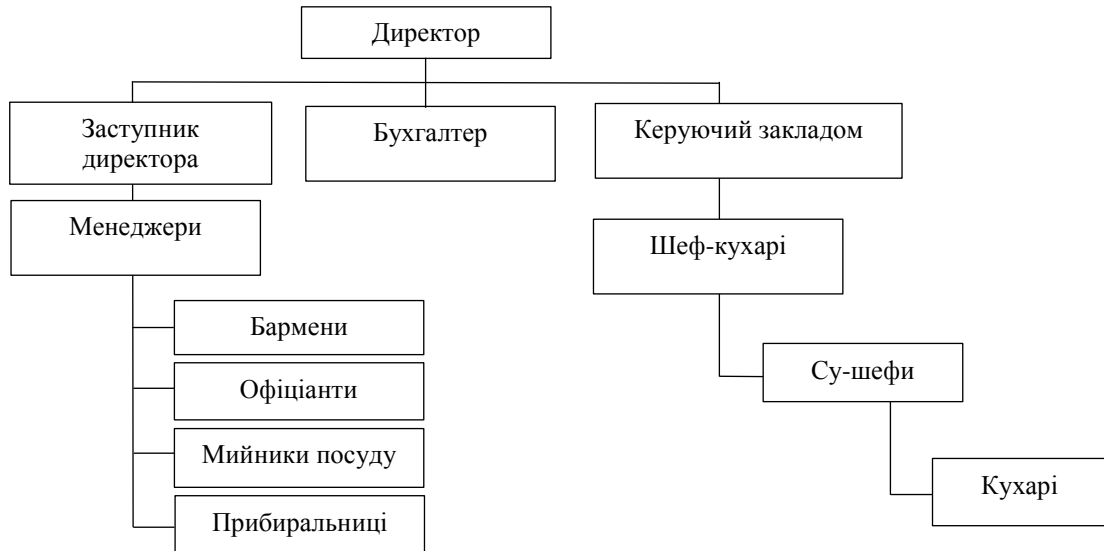 Директор
Заступник
директора
Бухгалтер
Керуючий закладом
Менеджери
Шеф-кухарі
Бармени
Офіціанти
Мийники посуду
Прибиральниці
Су-шефи
Кухарі